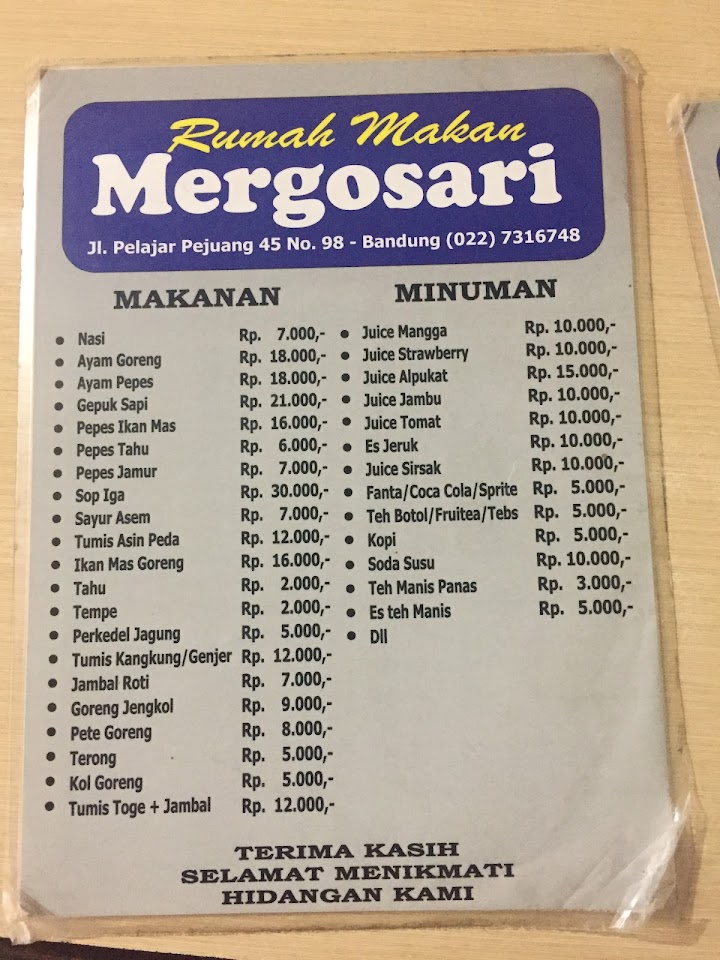 Rumah Makan
Mergosari
Jl. Pelajar Pejuang 45 No. 98 - Bandung (022) 7316748
MAKANAN
• Nasi Rp. 7.000,-
• Ayam Goreng Rp. 18.000,-
• Ayam Pepes Rp. 18.000,-
• Gepuk Sapi Rp. 21.000,-
• Pepes Ikan Mas Rp. 16.000,-
• Pepes Tahu Rp. 6.000,-
• Pepes Jamur Rp. 7.000,-
• Sop Iga Rp. 30.000,-
• Sayur Asem Rp. 7.000,-
• Tumis Asin Peda Rp. 12.000,-
• Ikan Mas Goreng Rp. 16.000,-
• Tahu Rp. 2.000,-
• Tempe Rp. 2.000,-
• Perkedel Jagung Rp. 5.000,-
• Tumis Kangkung/Genjer Rp. 12.000,-
• Jambal Roti Rp. 7.000,-
• Goreng Jengkol Rp. 9.000,-
• Pete Goreng Rp. 8.000,-
• Terong Rp. 5.000,-
• Kol Goreng Rp. 5.000,-
• Tumis Toge + Jambal Rp. 12.000,-
MINUMAN
• Juice Mangga Rp. 10.000,-
• Juice Strawberry Rp. 10.000,-
• Juice Alpukat Rp. 15.000,-
• Juice Jambu Rp. 10.000,-
• Juice Tomat Rp. 10.000,-
• Es Jeruk Rp. 10.000,-
• Juice Sirsak Rp. 10.000,-
• Fanta/Coca Cola/Sprite Rp. 5.000,-
• Teh Botol/Fruitea/Tebs Rp. 5.000,-
• Kopi Rp. 5.000,-
• Soda Susu Rp. 10.000,-
• Teh Manis Panas Rp. 3.000,-
• Es teh Manis Rp. 5.000,-
• Dll
TERIMA KASIH
SELAMAT MENIKMATI
HIDANGAN KAMI